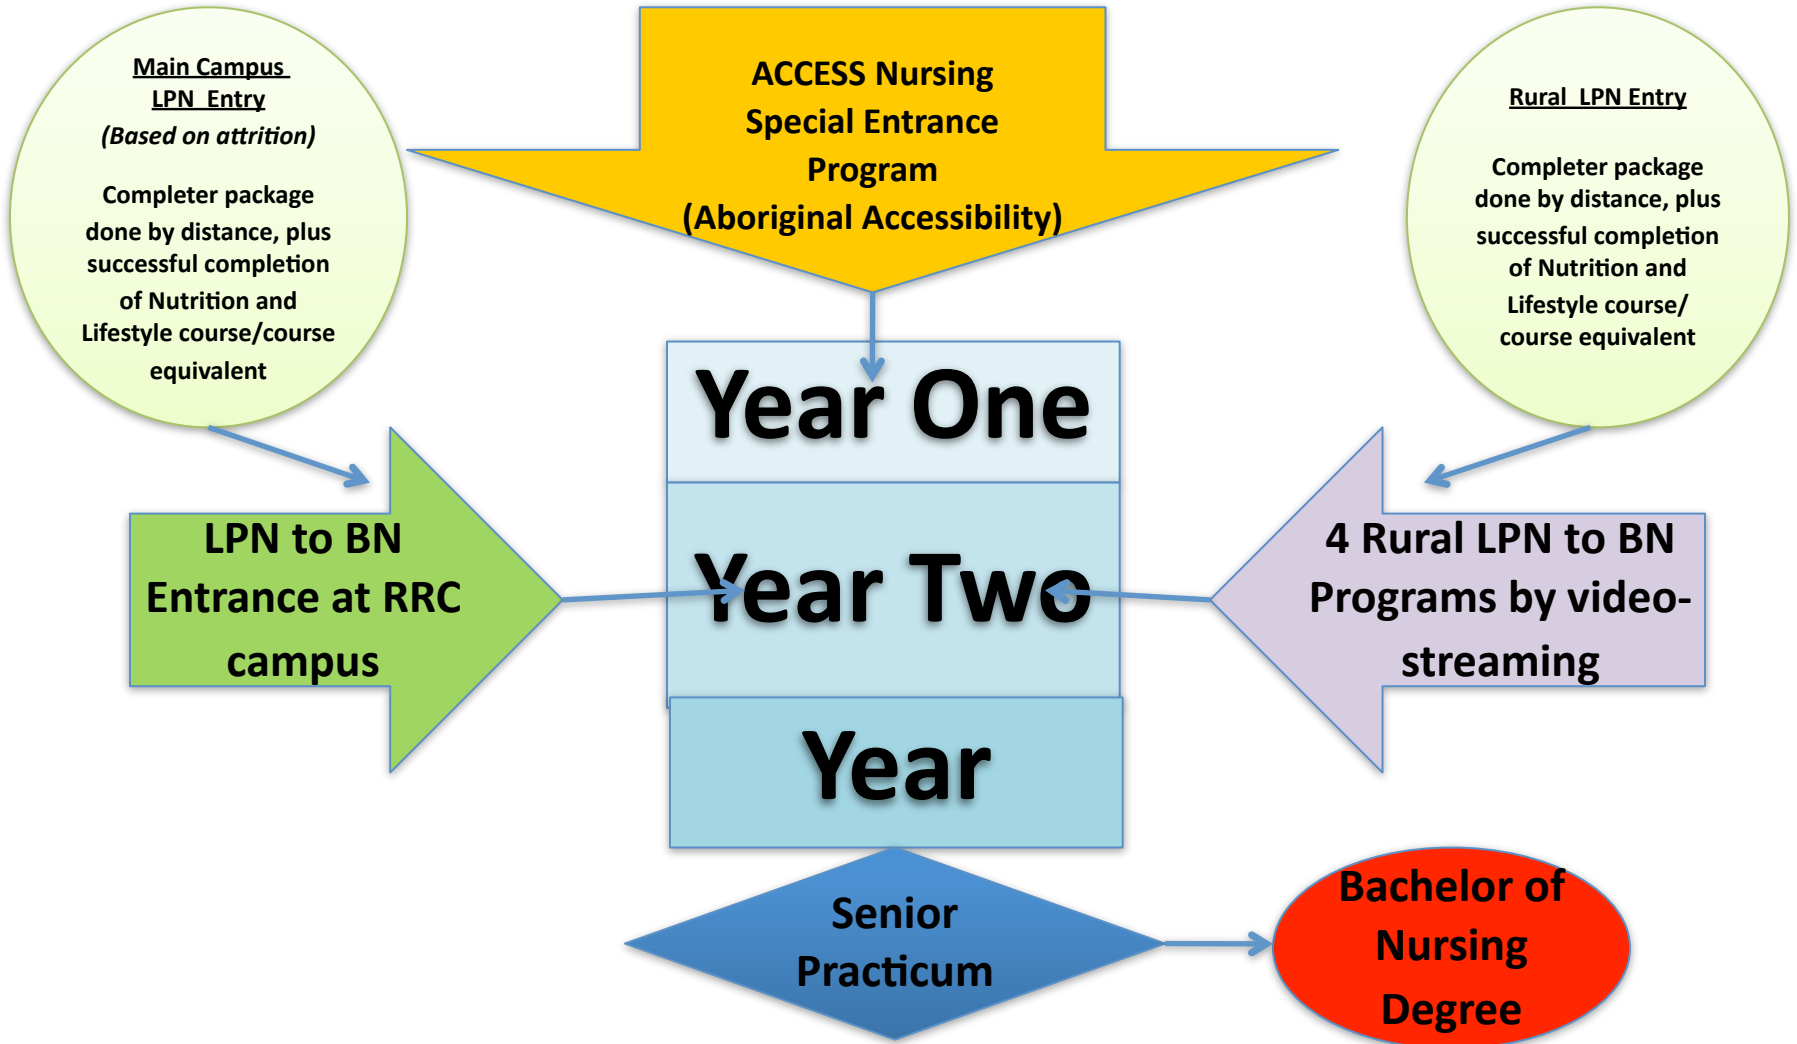 Main Campus
LPN Entry
(Based on attrition)
Completer package
done by distance, plus
successful completion
of Nutrition and
Lifestyle course/course
equivalent
ACCESS Nursing
Special Entrance
Program
(Aboriginal Accessibility)
Rural LPN Entry
Completer package
done by distance, plus
successful completion
of Nutrition and
Lifestyle course/
course equivalent
Year One
LPN to BN
Entrance at RRC
campus
Year Two
4 Rural LPN to BN
Programs by video-
streaming
Year
Senior
Practicum
Bachelor of
Nursing
Degree